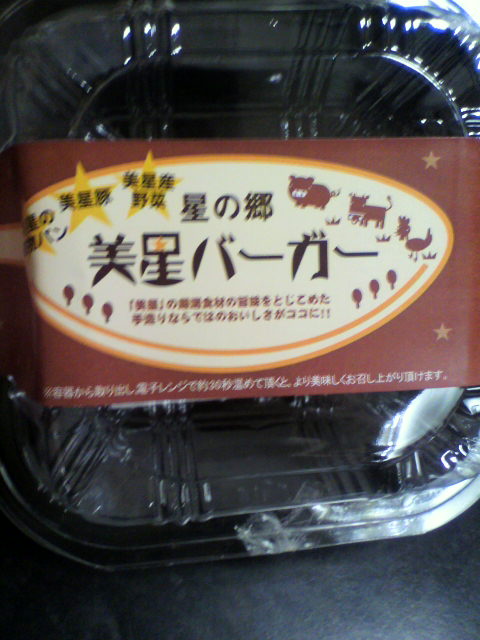 星の
パン
美星豚
美星産
野菜
星の郷
美星バーガー
「美星」の厳選食材の旨味をとじこめた
手造りならではのおいしさがココに!!
※容器から取り出し、電子レンジで約30秒温めて頂くと、より美味しくお召し上がり頂けます。